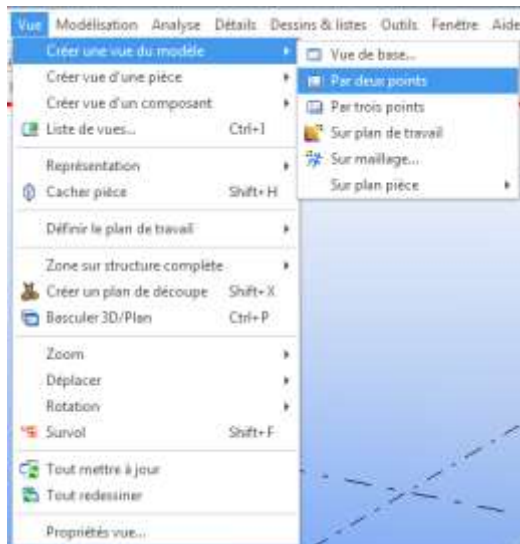 Vue Modélisation Analyse Détails Dessins & listes Outils Fenêtre Aide
Créer une vue du modèle
Créer vue d'une pièce
Créer vue d'un composant
Liste de vues... Ctrl+I
Représentation
Cacher pièce Shift+H
Définir le plan de travail
Zone sur structure complète
Créer un plan de découpe Shift+X
Basculer 3D/Plan Ctrl+P
Zoom
Déplacer
Rotation
Survol Shift+F
Tout mettre à jour
Tout redessiner
Propriétés vue...
Vue de base...
Par deux points
Par trois points
Sur plan de travail
Sur maillage...
Sur plan pièce